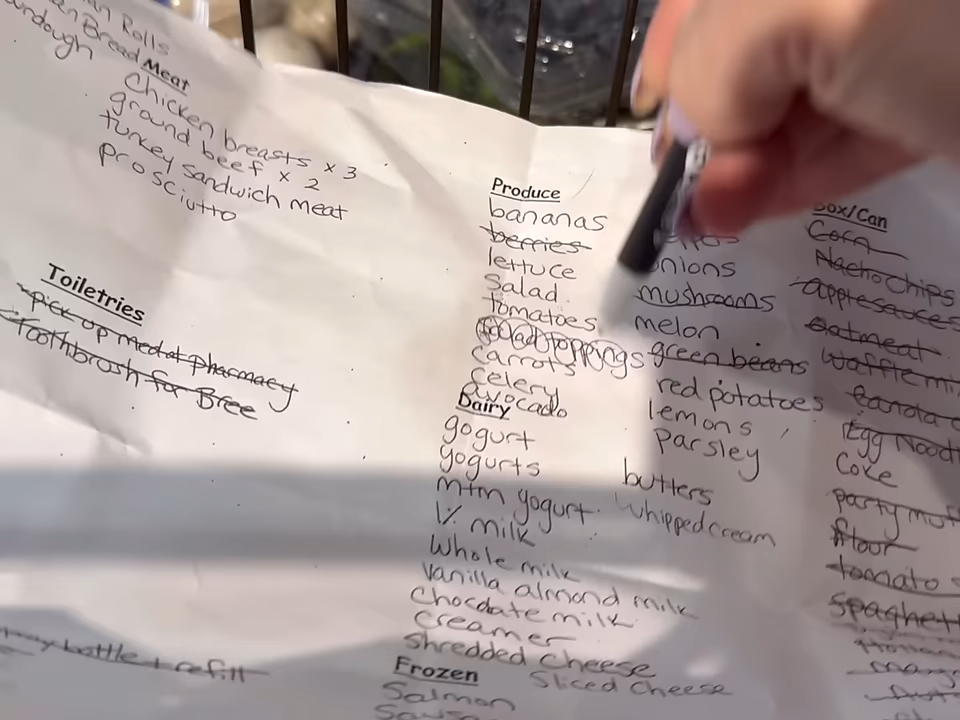 Rolls
Bread
Meat
Chicken breasts x 3
ground beef x 2
turkey sandwich meat
prosciutto
Toiletries
pick up med at pharmacy
Toothbrush for Bree
bottle + refill
Produce
bananas
berries
lettuce
Salad
tomatoes
salad toppings
carrots
celery
avocado
onions
mushrooms
melon
green beans
red potatoes
lemons
parsley
Dairy
gogurt
yogurts
mtm yogurt
1% milk
Whole milk
vanilla almond milk
chocolate milk
creamer
shredded cheese
Sliced cheese
butters
whipped cream
Frozen
Salmon
Box/Can
Corn
Nacho chips
applesauces
Oatmeal
Egg
Coke
party
flour
tomato